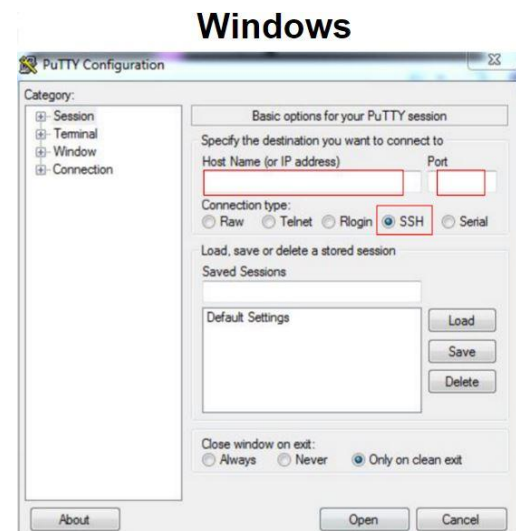 Windows
PuTTY Configuration
Category:
Session
Terminal
Window
Connection
Basic options for your PuTTY session
Specify the destination you want to connect to
Host Name (or IP address) Port
Connection type:
Raw Telnet Rlogin SSH Serial
Load, save or delete a stored session
Saved Sessions
Default Settings
Load
Save
Delete
Close window on exit:
Always Never Only on clean exit
About Open Cancel